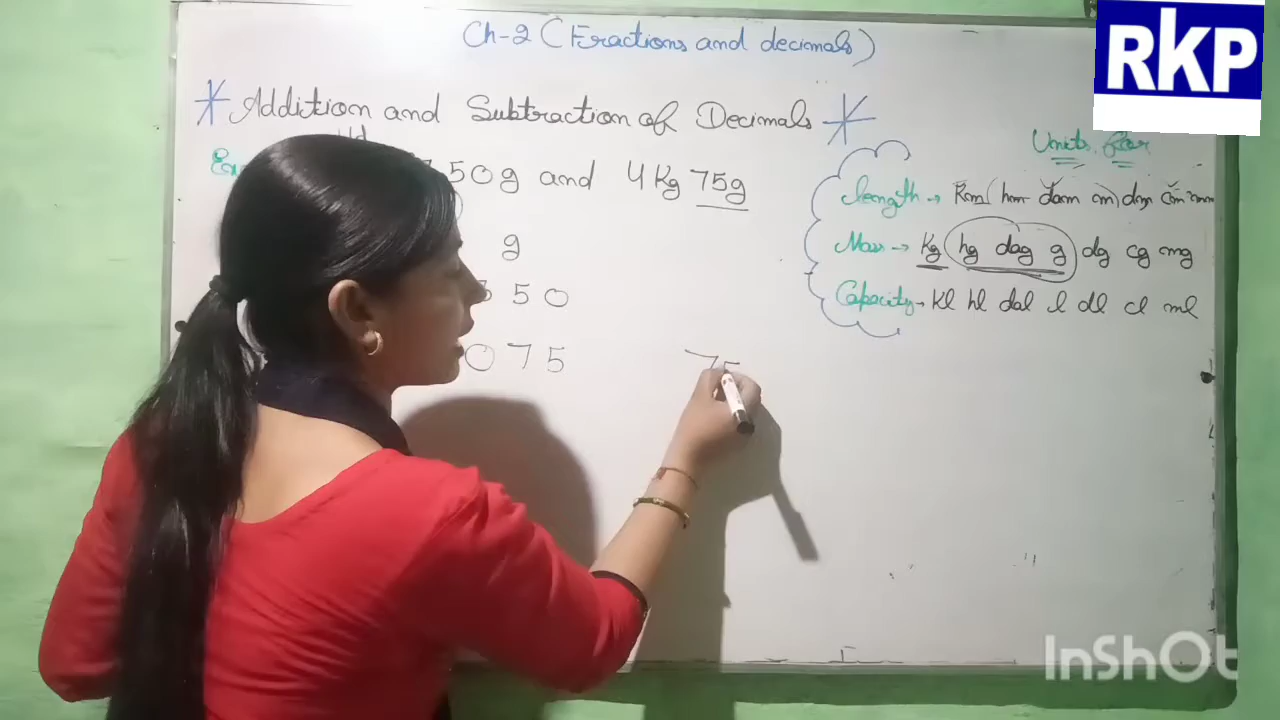 Ch-2 (Fractions and decimals)
RKP
* Addition and Subtraction of Decimals *
50g and 4 Kg 75g
g
50
075
75
Units for
length → Km hm dam m dm cm mm
Mass → Kg hg dag g dg cg mg
Capacity → Kl hl dal l dl cl ml
InShOt